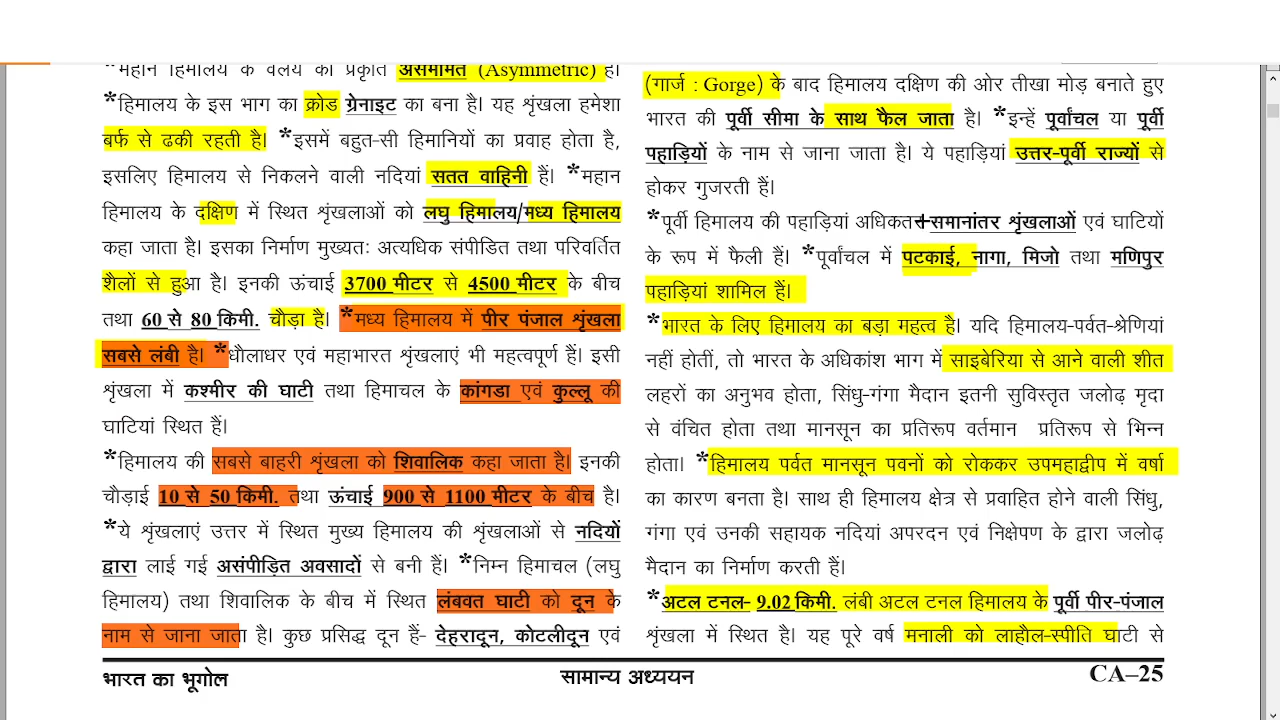 *महान हिमालय के वलय की प्रकृति असममित (Asymmetric) है।
*हिमालय के इस भाग का क्रोड ग्रेनाइट का बना है। यह शृंखला हमेशा
बर्फ से ढकी रहती है। *इसमें बहुत-सी हिमानियों का प्रवाह होता है,
इसलिए हिमालय से निकलने वाली नदियां सतत वाहिनी हैं। *महान
हिमालय के दक्षिण में स्थित शृंखलाओं को लघु हिमालय/मध्य हिमालय
कहा जाता है। इसका निर्माण मुख्यतः अत्यधिक संपीडित तथा परिवर्तित
शैलों से हुआ है। इनकी ऊंचाई 3700 मीटर से 4500 मीटर के बीच
तथा 60 से 80 किमी. चौड़ा है। *मध्य हिमालय में पीर पंजाल शृंखला
सबसे लंबी है। *धौलाधर एवं महाभारत शृंखलाएं भी महत्वपूर्ण हैं। इसी
शृंखला में कश्मीर की घाटी तथा हिमाचल के कांगडा एवं कुल्लू की
घाटियां स्थित हैं।
*हिमालय की सबसे बाहरी शृंखला को शिवालिक कहा जाता है। इनकी
चौड़ाई 10 से 50 किमी. तथा ऊंचाई 900 से 1100 मीटर के बीच है।
*ये शृंखलाएं उत्तर में स्थित मुख्य हिमालय की शृंखलाओं से नदियों
द्वारा लाई गई असंपीड़ित अवसादों से बनी हैं। *निम्न हिमाचल (लघु
हिमालय) तथा शिवालिक के बीच में स्थित लंबवत घाटी को दून के
नाम से जाना जाता है। कुछ प्रसिद्ध दून हैं- देहरादून, कोटलीदून एवं
(गार्ज : Gorge) के बाद हिमालय दक्षिण की ओर तीखा मोड़ बनाते हुए
भारत की पूर्वी सीमा के साथ फैल जाता है। *इन्हें पूर्वांचल या पूर्वी
पहाड़ियों के नाम से जाना जाता है। ये पहाड़ियां उत्तर-पूर्वी राज्यों से
होकर गुजरती हैं।
*पूर्वी हिमालय की पहाड़ियां अधिकतर समानांतर शृंखलाओं एवं घाटियों
के रूप में फैली हैं। *पूर्वांचल में पटकाई, नागा, मिजो तथा मणिपुर
पहाड़ियां शामिल हैं।
*भारत के लिए हिमालय का बड़ा महत्व है। यदि हिमालय-पर्वत-श्रेणियां
नहीं होतीं, तो भारत के अधिकांश भाग में साइबेरिया से आने वाली शीत
लहरों का अनुभव होता, सिंधु-गंगा मैदान इतनी सुविस्तृत जलोढ़ मृदा
से वंचित होता तथा मानसून का प्रतिरूप वर्तमान प्रतिरूप से भिन्न
होता। *हिमालय पर्वत मानसून पवनों को रोककर उपमहाद्वीप में वर्षा
का कारण बनता है। साथ ही हिमालय क्षेत्र से प्रवाहित होने वाली सिंधु,
गंगा एवं उनकी सहायक नदियां अपरदन एवं निक्षेपण के द्वारा जलोढ़
मैदान का निर्माण करती हैं।
*अटल टनल- 9.02 किमी. लंबी अटल टनल हिमालय के पूर्वी पीर-पंजाल
शृंखला में स्थित है। यह पूरे वर्ष मनाली को लाहौल-स्पीति घाटी से
भारत का भूगोल
सामान्य अध्ययन
CA–25